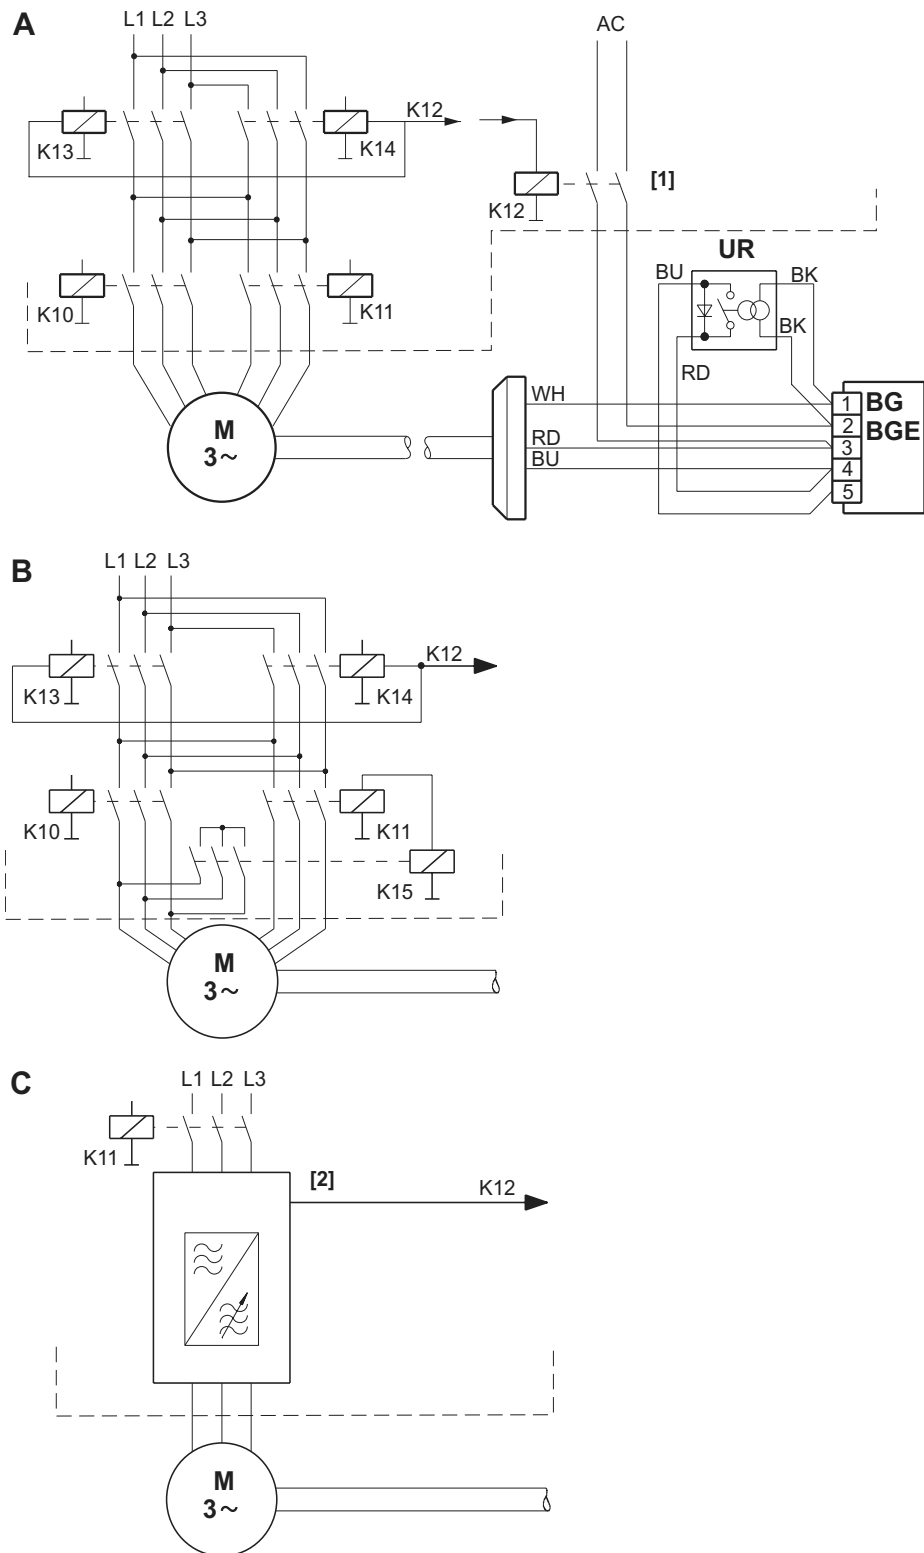 A
L1 L2 L3
AC
K13
K14
K12
K12
[1]
UR
BU
BK
BK
RD
K10
K11
M
3~
WH
RD
BU
1
2
3
4
5
BG
BGE
B
L1 L2 L3
K13
K14
K12
K10
K11
K15
M
3~
C
L1 L2 L3
K11
[2]
K12
M
3~